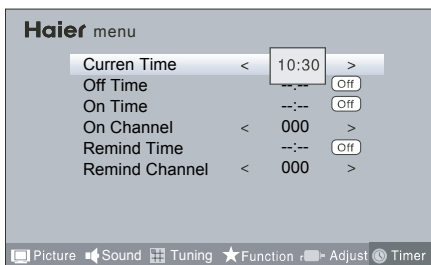 Haier menu
Curren Time < 10:30 >
Off Time --:-- Off
On Time --:-- Off
On Channel < 000 >
Remind Time --:-- Off
Remind Channel < 000 >
Picture Sound Tuning Function Adjust Timer